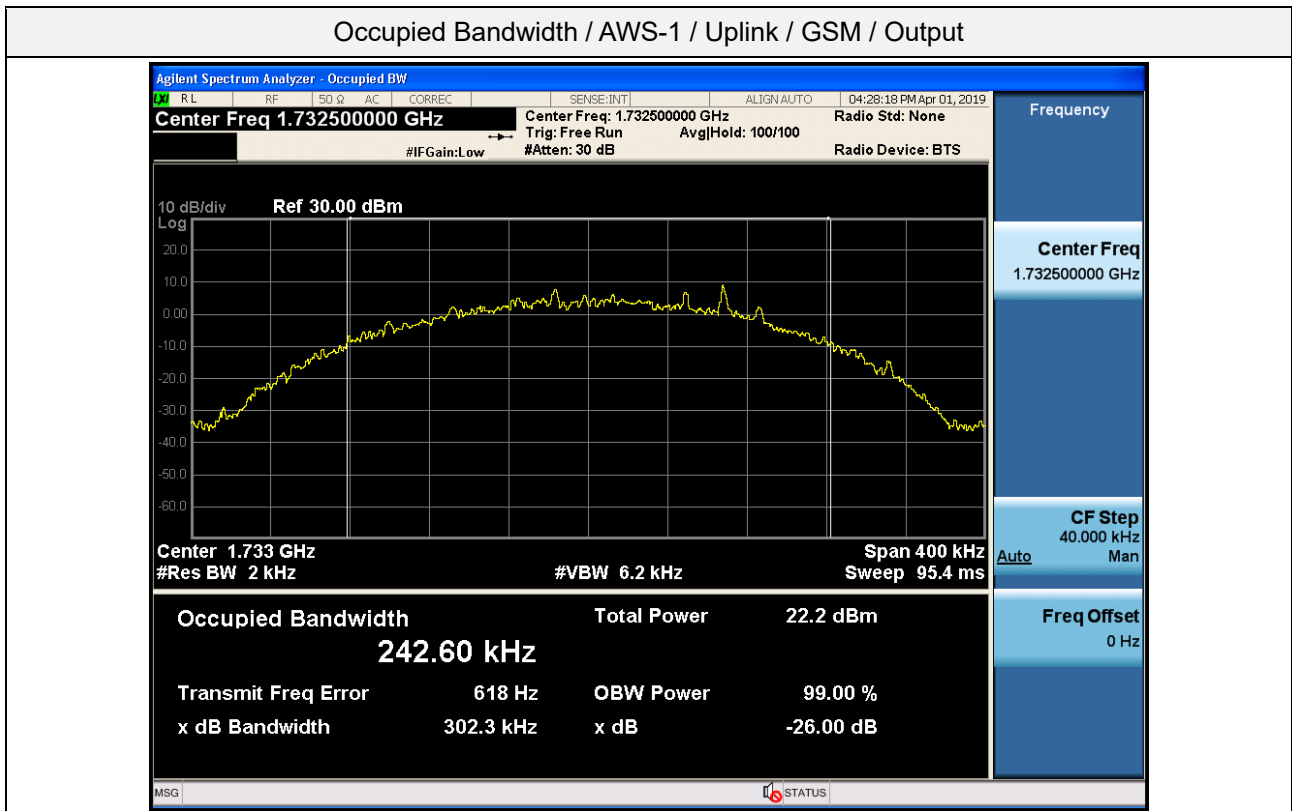 Occupied Bandwidth / AWS-1 / Uplink / GSM / Output
Agilent Spectrum Analyzer - Occupied BW
LXI RL RF 50 Ω AC CORREC SENSE:INT ALIGN AUTO 04:28:18 PM Apr 01, 2019
Center Freq 1.732500000 GHz
Center Freq: 1.732500000 GHz Radio Std: None
Trig: Free Run Avg|Hold: 100/100
#IFGain:Low #Atten: 30 dB Radio Device: BTS
Frequency
10 dB/div Ref 30.00 dBm
Log
20.0
10.0
0.00
-10.0
-20.0
-30.0
-40.0
-50.0
-60.0
Center 1.733 GHz Span 400 kHz
#Res BW 2 kHz #VBW 6.2 kHz Sweep 95.4 ms
Center Freq
1.732500000 GHz
CF Step
40.000 kHz
Auto Man
Freq Offset
0 Hz
Occupied Bandwidth Total Power 22.2 dBm
242.60 kHz
Transmit Freq Error 618 Hz OBW Power 99.00 %
x dB Bandwidth 302.3 kHz x dB -26.00 dB
MSG STATUS